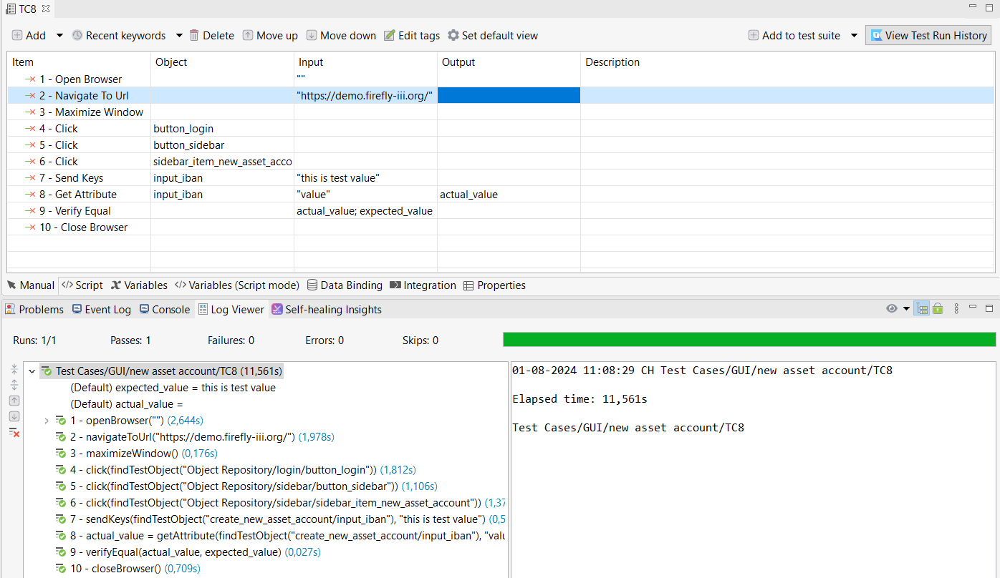 TC8
Add Recent keywords Delete Move up Move down Edit tags Set default view Add to test suite View Test Run History
Item Object Input Output Description
1 - Open Browser ""
2 - Navigate To Url "https://demo.firefly-iii.org/"
3 - Maximize Window
4 - Click button_login
5 - Click button_sidebar
6 - Click sidebar_item_new_asset_acco
7 - Send Keys input_iban "this is test value"
8 - Get Attribute input_iban "value" actual_value
9 - Verify Equal actual_value; expected_value
10 - Close Browser
Manual </> Script Variables </> Variables (Script mode) Data Binding Integration Properties
Problems Event Log Console Log Viewer Self-healing Insights
Runs: 1/1 Passes: 1 Failures: 0 Errors: 0 Skips: 0
Test Cases/GUI/new asset account/TC8 (11,561s)
(Default) expected_value = this is test value
(Default) actual_value =
1 - openBrowser("") (2,644s)
2 - navigateToUrl("https://demo.firefly-iii.org/") (1,978s)
3 - maximizeWindow() (0,176s)
4 - click(findTestObject("Object Repository/login/button_login")) (1,812s)
5 - click(findTestObject("Object Repository/sidebar/button_sidebar")) (1,106s)
6 - click(findTestObject("Object Repository/sidebar/sidebar_item_new_asset_account")) (1,37
7 - sendKeys(findTestObject("create_new_asset_account/input_iban"), "this is test value") (0,5
8 - actual_value = getAttribute(findTestObject("create_new_asset_account/input_iban"), "valu
9 - verifyEqual(actual_value, expected_value) (0,027s)
10 - closeBrowser() (0,709s)
01-08-2024 11:08:29 CH Test Cases/GUI/new asset account/TC8
Elapsed time: 11,561s
Test Cases/GUI/new asset account/TC8